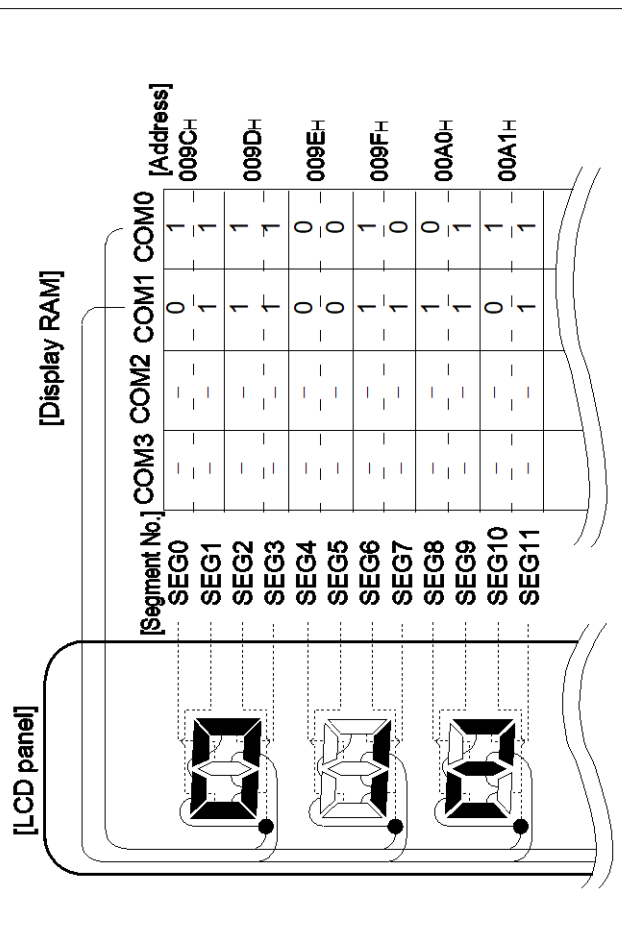 [LCD panel]
[Display RAM]
[Segment No.] COM3 COM2 COM1 COM0 [Address]
SEG0 - - 0 1 009CH
SEG1 - - 1 1
SEG2 - - 1 1 009DH
SEG3 - - 1 1
SEG4 - - 0 0 009EH
SEG5 - - 0 0
SEG6 - - 1 1 009FH
SEG7 - - 1 0
SEG8 - - 1 0 00A0H
SEG9 - - 1 1
SEG10 - - 0 1 00A1H
SEG11 - - 1 1